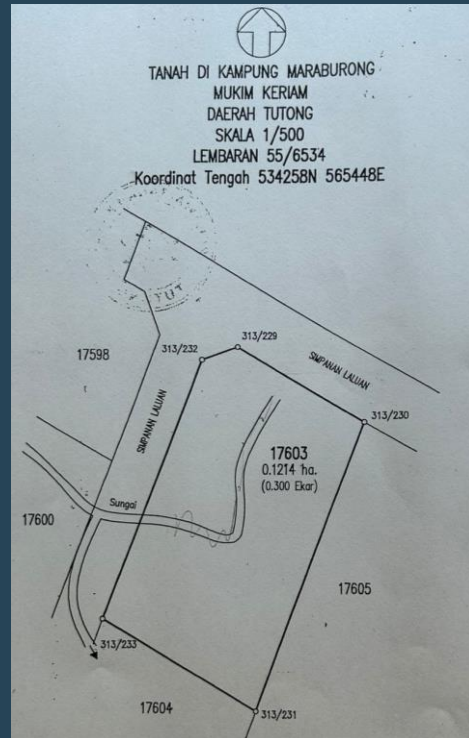 TANAH DI KAMPUNG MARABURONG
MUKIM KERIAM
DAERAH TUTONG
SKALA 1/500
LEMBARAN 55/6534
Koordinat Tengah 534258N 565448E
TUT
313/229
313/232
17598
SIMPANAN LALUAN
SIMPANAN LALUAN
313/230
17603
0.1214 ha.
(0.300 Ekar)
Sungai
17600
17605
313/233
17604
313/231